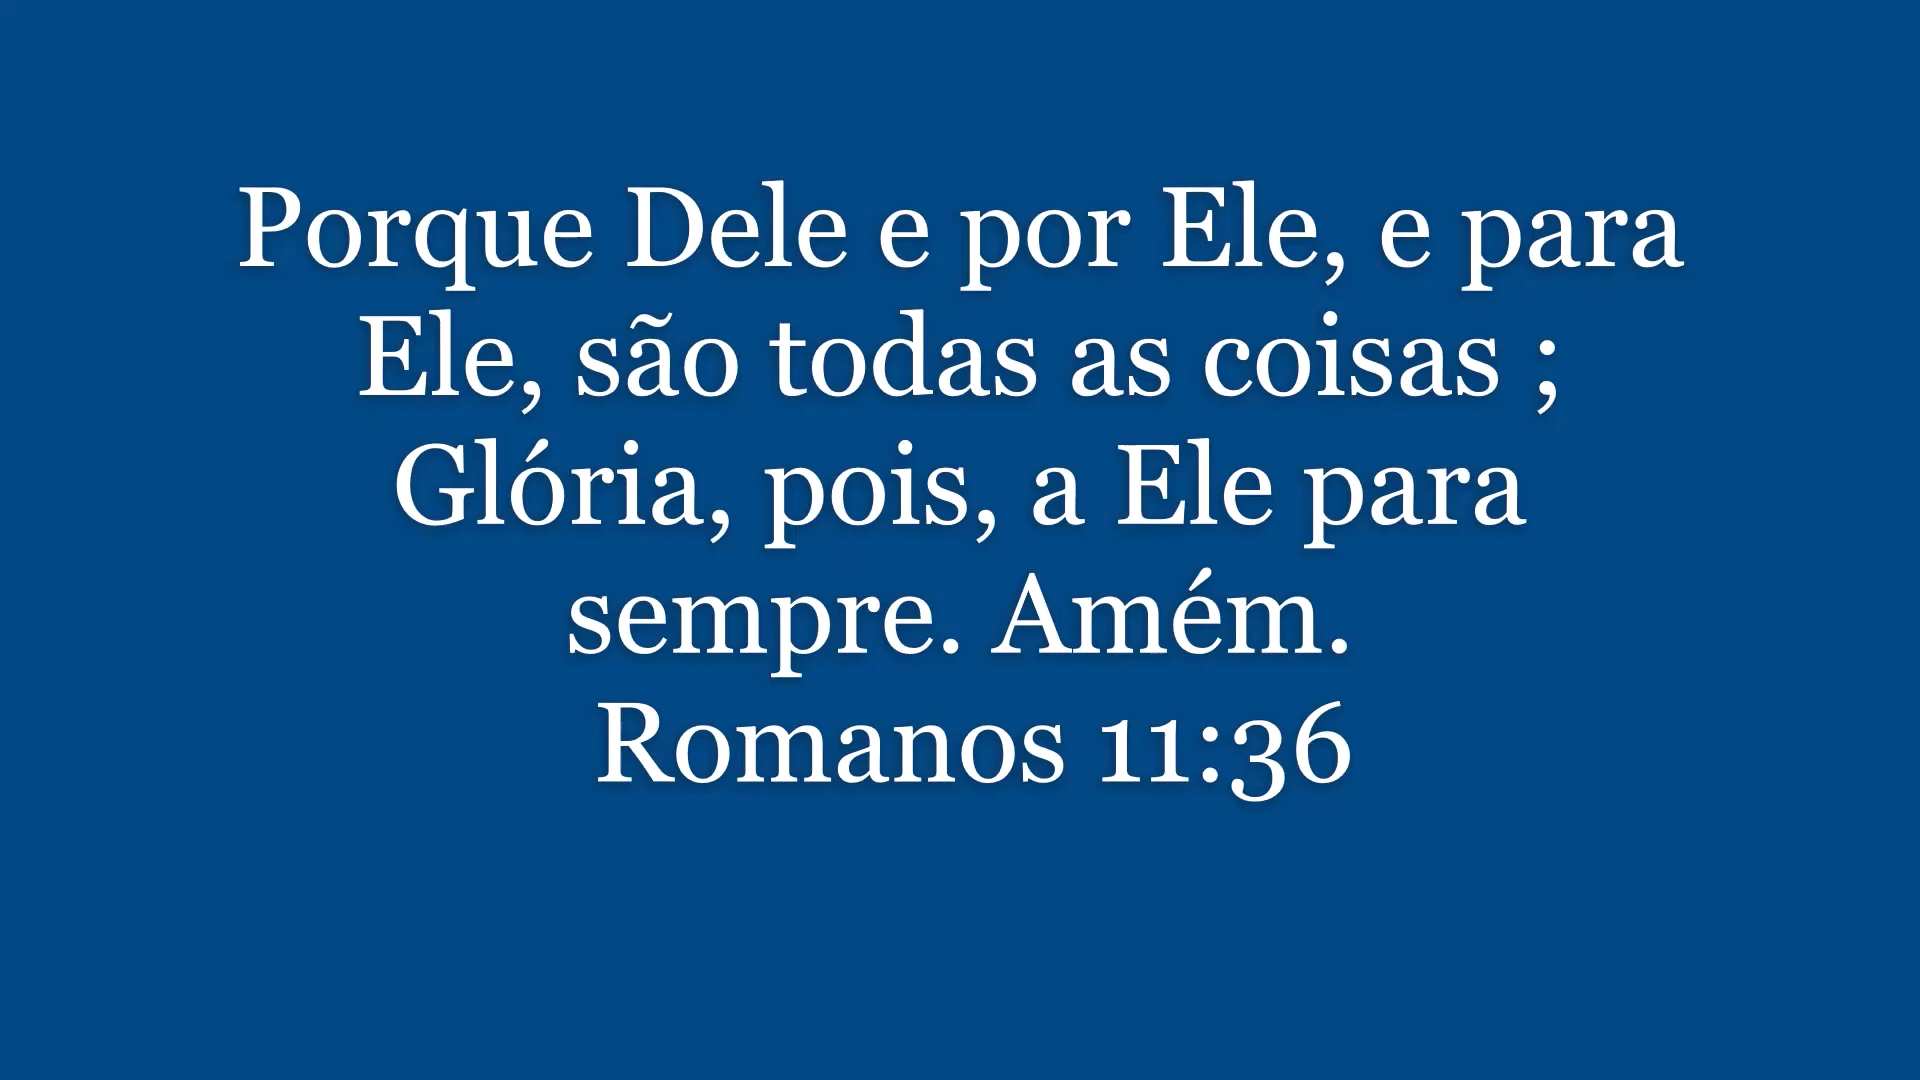 Porque Dele e por Ele, e para
Ele, são todas as coisas ;
Glória, pois, a Ele para
sempre. Amém.
Romanos 11:36